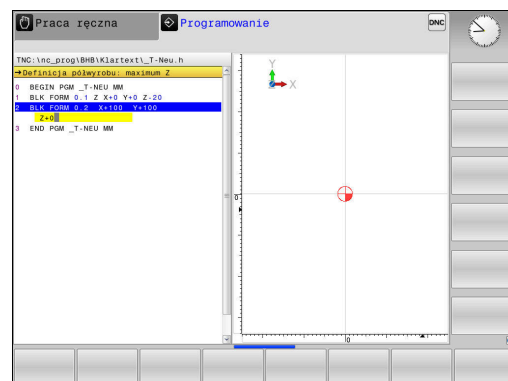 Praca ręczna
Programowanie
DNC
TNC:\nc_prog\BHB\Klartext\_T-Neu.h
→Definicja półwyrobu: maximum Z
0 BEGIN PGM _T-NEU MM
1 BLK FORM 0.1 Z X+0 Y+0 Z-20
2 BLK FORM 0.2 X+100 Y+100
Z+0
3 END PGM _T-NEU MM
Y
X
0
0